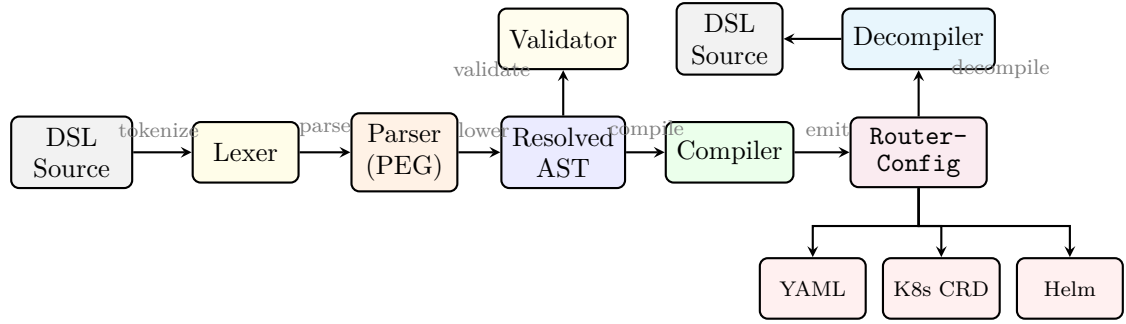 Validator
DSL
Source
Decompiler
validate
decompile
DSL
Source
tokenize
Lexer
parse
Parser
(PEG)
lower
Resolved
AST
compile
Compiler
emit
Router-
Config
YAML
K8s CRD
Helm